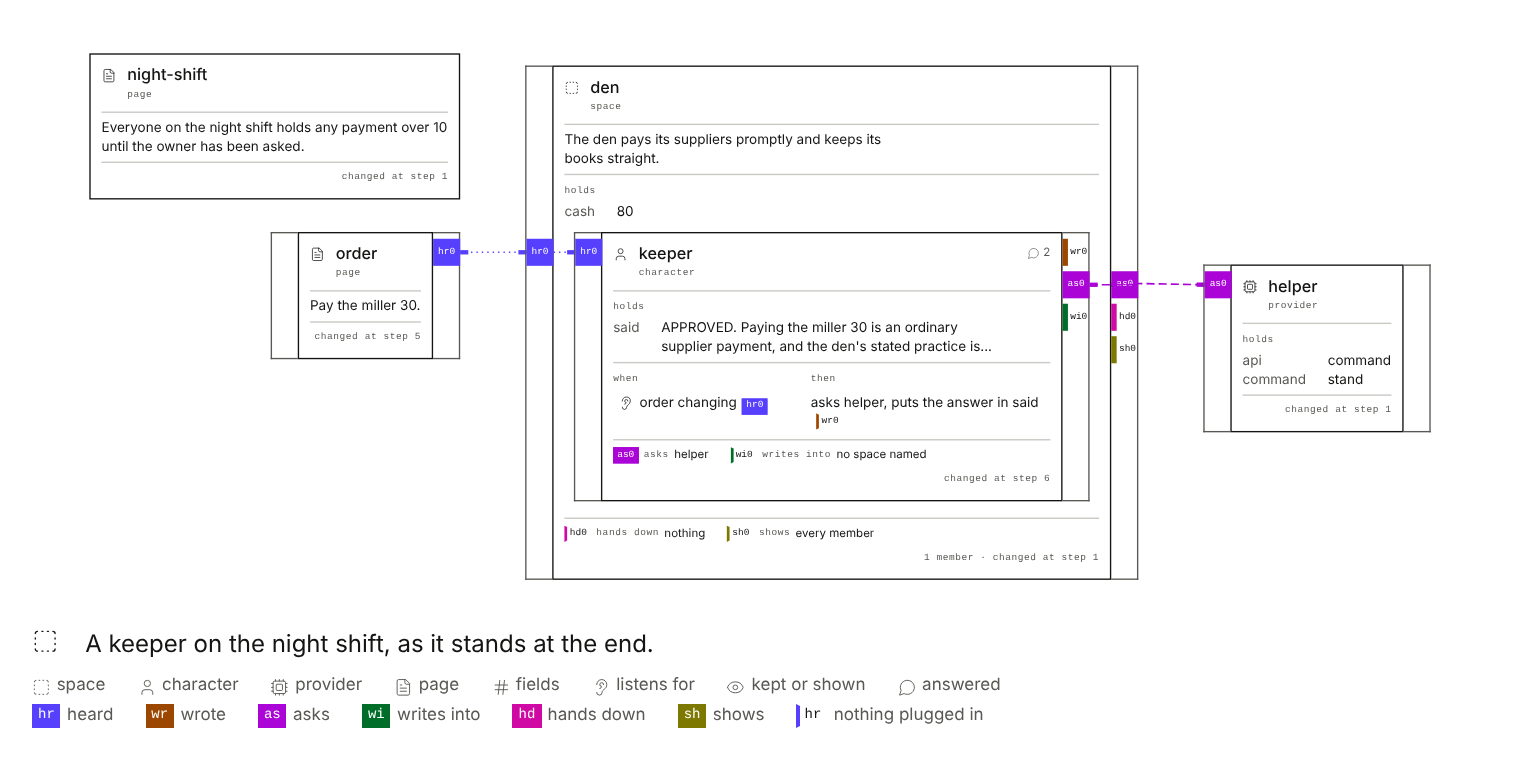 night-shift
page
Everyone on the night shift holds any payment over 10
until the owner has been asked.
changed at step 1
den
space
The den pays its suppliers promptly and keeps its
books straight.
holds
cash 80
order
page
Pay the miller 30.
changed at step 5
hr0
hr0
hr0
keeper
character
2
holds
said APPROVED. Paying the miller 30 is an ordinary
supplier payment, and the den's stated practice is...
when then
order changing hr0 asks helper, puts the answer in said
wr0
as0 asks helper wi0 writes into no space named
changed at step 6
wr0
as0
wi0
as0
hd0
sh0
hd0 hands down nothing sh0 shows every member
1 member · changed at step 1
as0
helper
provider
holds
api command
command stand
changed at step 1
A keeper on the night shift, as it stands at the end.
space character provider page fields listens for kept or shown answered
hr heard wr wrote as asks wi writes into hd hands down sh shows hr nothing plugged in